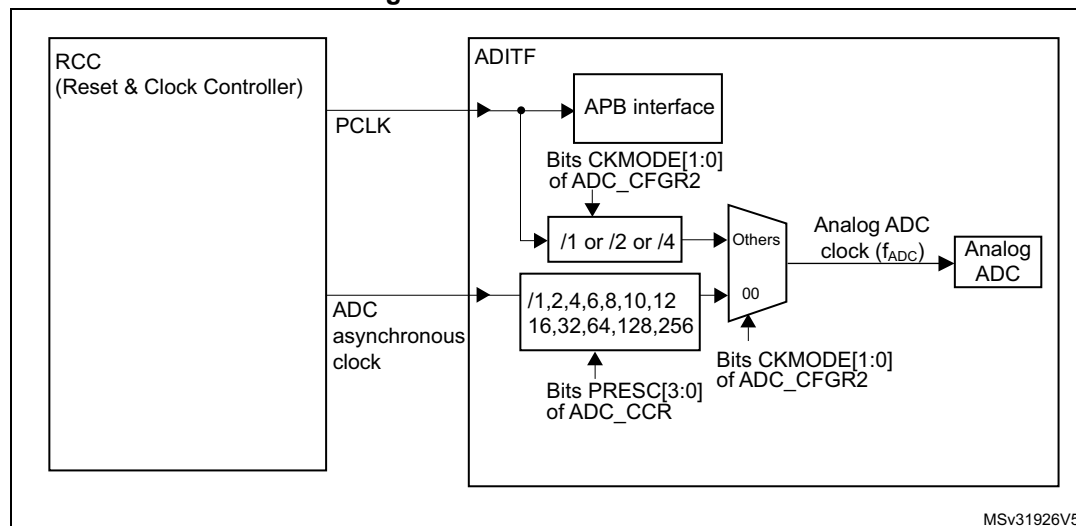 RCC
(Reset & Clock Controller)
PCLK
ADC
asynchronous
clock
ADITF
APB interface
Bits CKMODE[1:0]
of ADC_CFGR2
/1 or /2 or /4
/1,2,4,6,8,10,12
16,32,64,128,256
Bits PRESC[3:0]
of ADC_CCR
Others
00
Bits CKMODE[1:0]
of ADC_CFGR2
Analog ADC
clock (fADC)
Analog
ADC
MSv31926V5